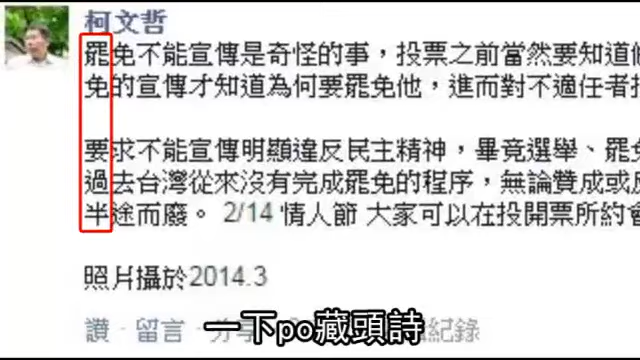 柯文哲
罷免不能宣傳是奇怪的事，投票之前當然要知道
免的宣傳才知道為何要罷免他，進而對不適任者
要求不能宣傳明顯違反民主精神，畢竟選舉、罷免
過去台灣從來沒有完成罷免的程序，無論贊成或
半途而廢。 2/14 情人節 大家可以在投開票所約會
照片攝於2014.3
讚 · 留言 · 分享 紀錄
一下po藏頭詩